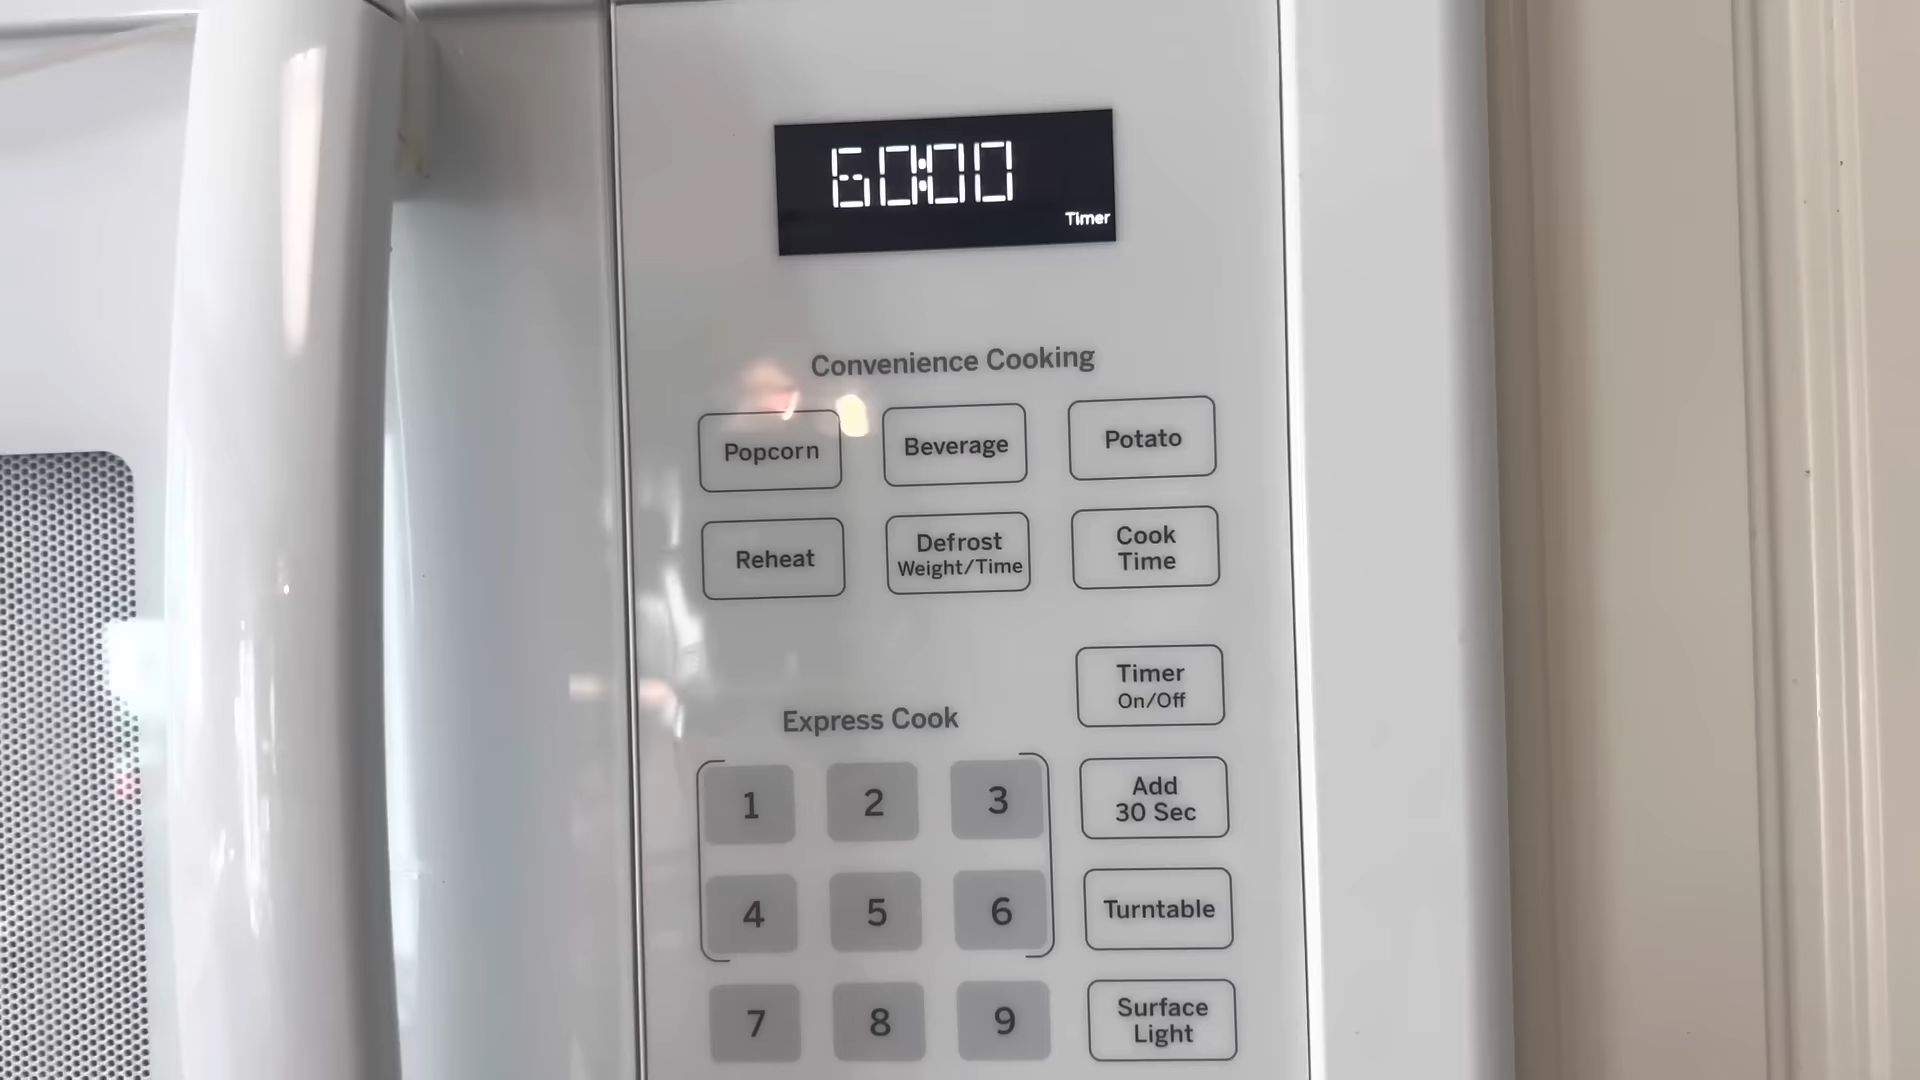 60:00
Timer
Convenience Cooking
Popcorn
Beverage
Potato
Reheat
Defrost
Weight/Time
Cook
Time
Timer
On/Off
Express Cook
1
2
3
Add
30 Sec
4
5
6
Turntable
7
8
9
Surface
Light